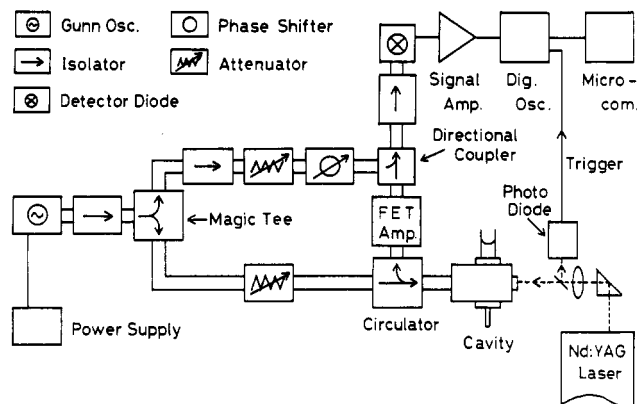 Gunn Osc.
Phase Shifter
Isolator
Attenuator
Detector Diode
Signal
Amp.
Dig.
Osc.
Micro-
com.
Directional
Coupler
Trigger
Photo
Diode
FET
Amp.
Magic Tee
Power Supply
Circulator
Cavity
Nd:YAG
Laser